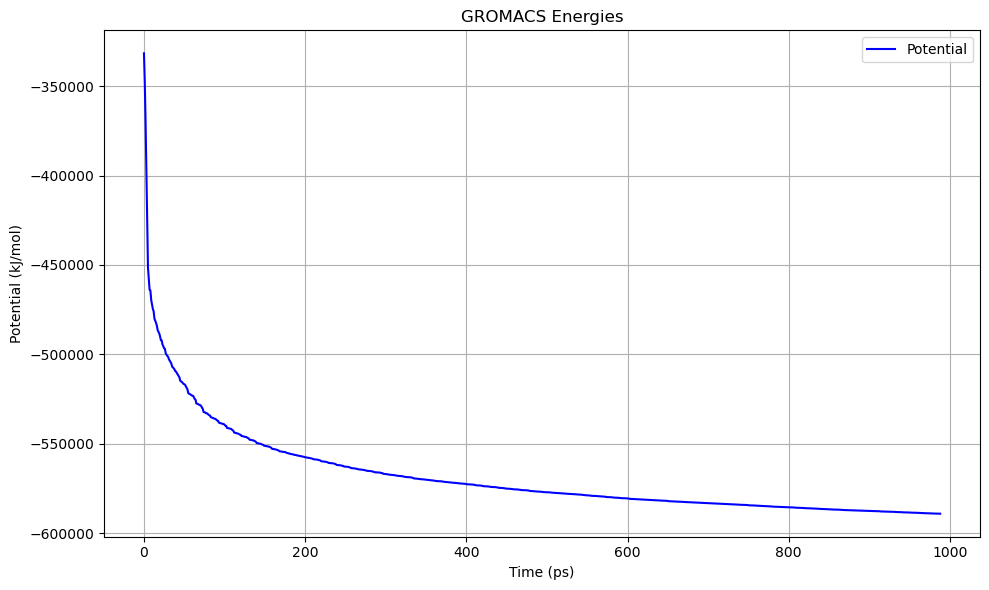 GROMACS Energies
Potential
Potential (kJ/mol)
−350000
−400000
−450000
−500000
−550000
−600000
0 200 400 600 800 1000
Time (ps)